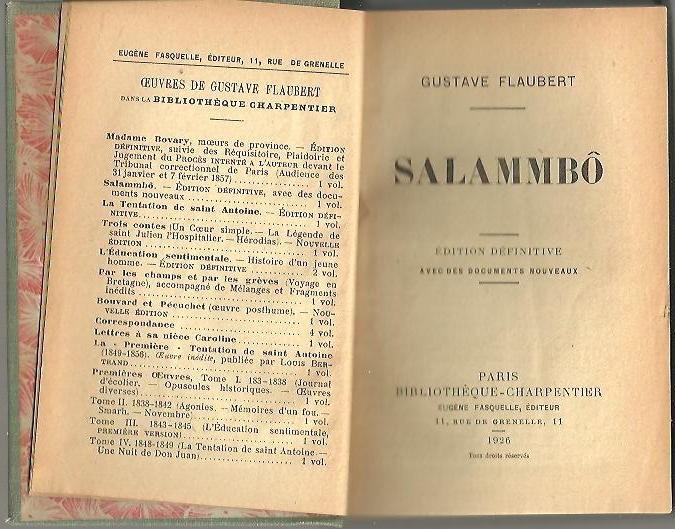 EUGÈNE FASQUELLE, ÉDITEUR, 11, RUE DE GRENELLE
ŒUVRES DE GUSTAVE FLAUBERT
DANS LA BIBLIOTHÈQUE CHARPENTIER
Madame Bovary, mœurs de province. — ÉDITION
DÉFINITIVE, suivie des Réquisitoire, Plaidoirie et
Jugement du PROCÈS INTENTÉ A L'AUTEUR devant le
Tribunal correctionnel de Paris (Audience des
31 janvier et 7 février 1857)............... 1 vol.
Salammbô. — ÉDITION DÉFINITIVE, avec des docu-
ments nouveaux........................ 1 vol.
La Tentation de saint Antoine. — ÉDITION DÉFI-
NITIVE................................ 1 vol.
Trois contes (Un Cœur simple. — La Légende de
saint Julien l'Hospitalier. — Hérodias). — NOUVELLE
ÉDITION............................... 1 vol.
L'Éducation sentimentale. — Histoire d'un jeune
homme. — ÉDITION DÉFINITIVE............. 2 vol.
Par les champs et par les grèves (Voyage en
Bretagne), accompagné de Mélanges et Fragments
inédits............................... 1 vol.
Bouvard et Pécuchet (œuvre posthume). — NOU-
VELLE ÉDITION......................... 1 vol.
Correspondance........................ 4 vol.
Lettres à sa nièce Caroline............. 1 vol.
La « Première » Tentation de saint Antoine
(1849-1856). Œuvre inédite, publiée par LOUIS BER-
TRAND................................. 1 vol.
Premières Œuvres, Tome I. 183-1838 (Journal
d'écolier. — Opuscules historiques. — Œuvres
diverses)............................. 1 vol.
Tome II. 1838-1842 (Agonies. — Mémoires d'un fou. —
Smarh. — Novembre)..................... 1 vol.
Tome III. 1843-1845 (L'Éducation sentimentale,
PREMIÈRE VERSION)...................... 1 vol.
Tome IV. 1848-1849 (La Tentation de saint Antoine —
Une Nuit de Don Juan).................. 1 vol.
GUSTAVE FLAUBERT
SALAMMBÔ
ÉDITION DÉFINITIVE
AVEC DES DOCUMENTS NOUVEAUX
PARIS
BIBLIOTHÈQUE-CHARPENTIER
EUGÈNE FASQUELLE, ÉDITEUR
11, RUE DE GRENELLE, 11
1926
Tous droits réservés